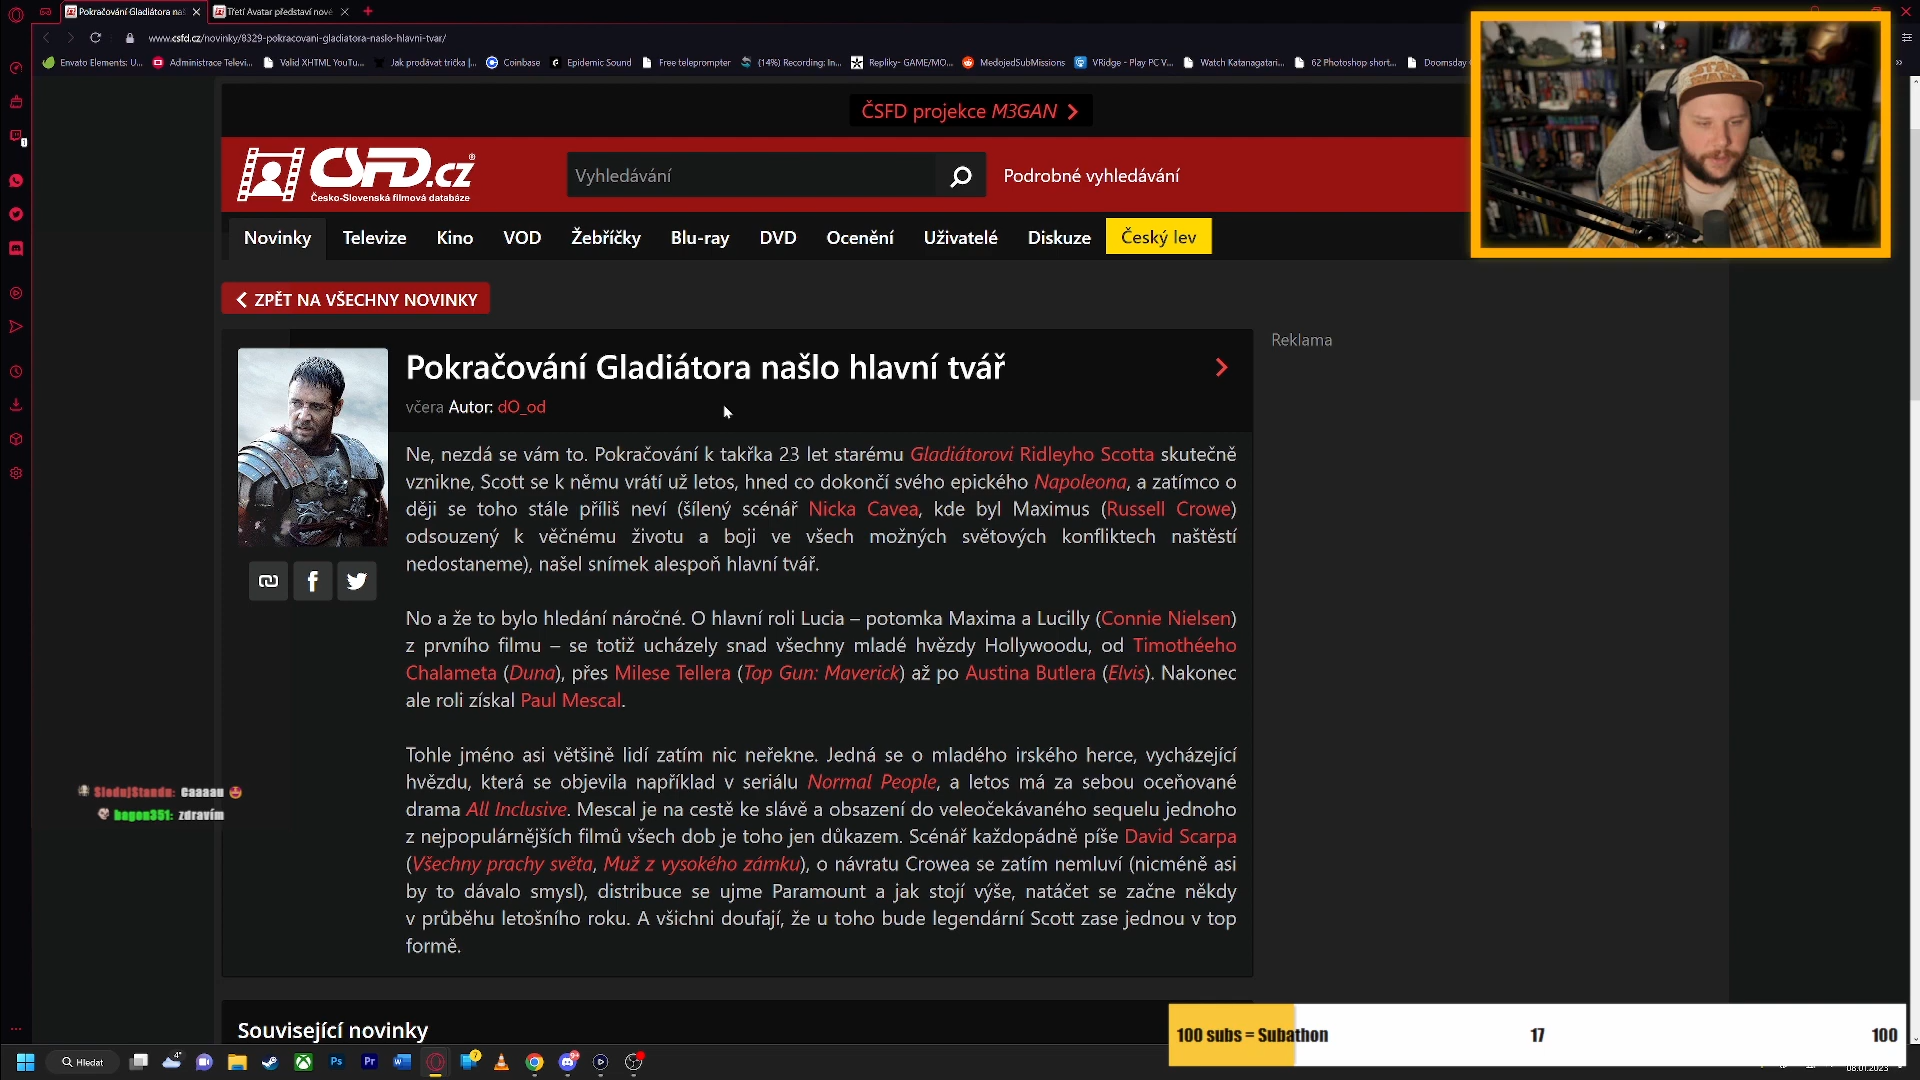 Pokračování Gladiátora na
Třetí Avatar představí nové
www.csfd.cz/novinky/8329-pokracovani-gladiatora-naslo-hlavni-tvar/
Envato Elements: U...
Administrace Televi...
Valid XHTML YouTu...
Jak prodávat trička |...
Coinbase
Epidemic Sound
Free teleprompter
(14%) Recording: In...
Repliky- GAME/MO...
MedojedSubMissions
VRidge - Play PC V...
Watch Katanagatari...
62 Photoshop short...
Doomsday
ČSFD projekce M3GAN
ČSFD.cz
Česko-Slovenská filmová databáze
Vyhledávání
Podrobné vyhledávání
Novinky
Televize
Kino
VOD
Žebříčky
Blu-ray
DVD
Ocenění
Uživatelé
Diskuze
Český lev
ZPĚT NA VŠECHNY NOVINKY
Reklama
Pokračování Gladiátora našlo hlavní tvář
včera Autor: dO_od
Ne, nezdá se vám to. Pokračování k takřka 23 let starému Gladiátorovi Ridleyho Scotta skutečně
vznikne, Scott se k němu vrátí už letos, hned co dokončí svého epického Napoleona, a zatímco o
ději se toho stále příliš neví (šílený scénář Nicka Cavea, kde byl Maximus (Russell Crowe)
odsouzený k věčnému životu a boji ve všech možných světových konfliktech naštěstí
nedostaneme), našel snímek alespoň hlavní tvář.
No a že to bylo hledání náročné. O hlavní roli Lucia – potomka Maxima a Lucilly (Connie Nielsen)
z prvního filmu – se totiž ucházely snad všechny mladé hvězdy Hollywoodu, od Timothéeho
Chalameta (Duna), přes Milese Tellera (Top Gun: Maverick) až po Austina Butlera (Elvis). Nakonec
ale roli získal Paul Mescal.
Tohle jméno asi většině lidí zatím nic neřekne. Jedná se o mladého irského herce, vycházející
hvězdu, která se objevila například v seriálu Normal People, a letos má za sebou oceňované
drama All Inclusive. Mescal je na cestě ke slávě a obsazení do veleočekávaného sequelu jednoho
z nejpopulárnějších filmů všech dob je toho jen důkazem. Scénář každopádně píše David Scarpa
(Všechny prachy světa, Muž z vysokého zámku), o návratu Crowea se zatím nemluví (nicméně asi
by to dávalo smysl), distribuce se ujme Paramount a jak stojí výše, natáčet se začne někdy
v průběhu letošního roku. A všichni doufají, že u toho bude legendární Scott zase jednou v top
formě.
SlodujStandu: Caaaau
bagon351: zdravím
Související novinky
100 subs = Subathon
17
100
Hledat
08.01.2023